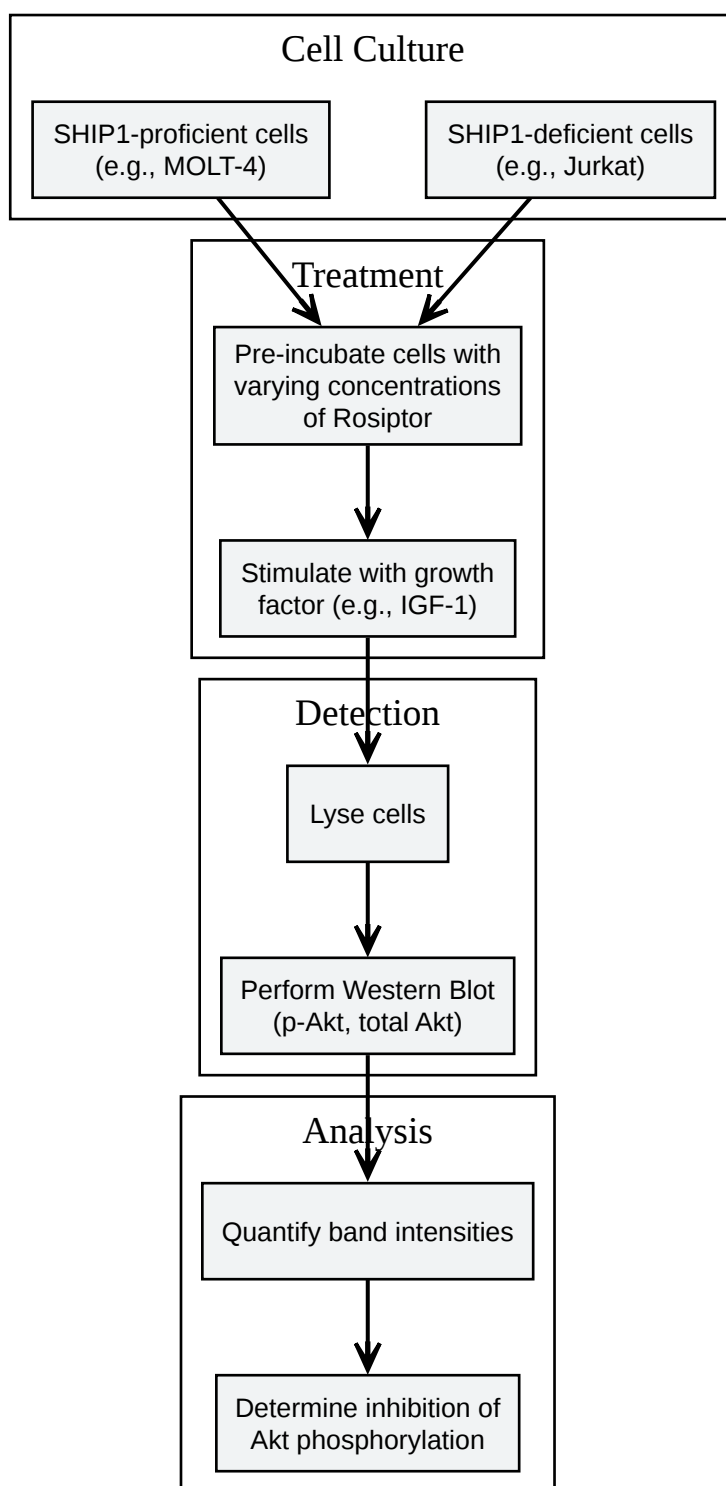 Cell Culture
SHIP1-proficient cells
(e.g., MOLT-4)
SHIP1-deficient cells
(e.g., Jurkat)
Treatment
Pre-incubate cells with
varying concentrations
of Rosiptor
Stimulate with growth
factor (e.g., IGF-1)
Detection
Lyse cells
Perform Western Blot
(p-Akt, total Akt)
Analysis
Quantify band intensities
Determine inhibition of
Akt phosphorylation